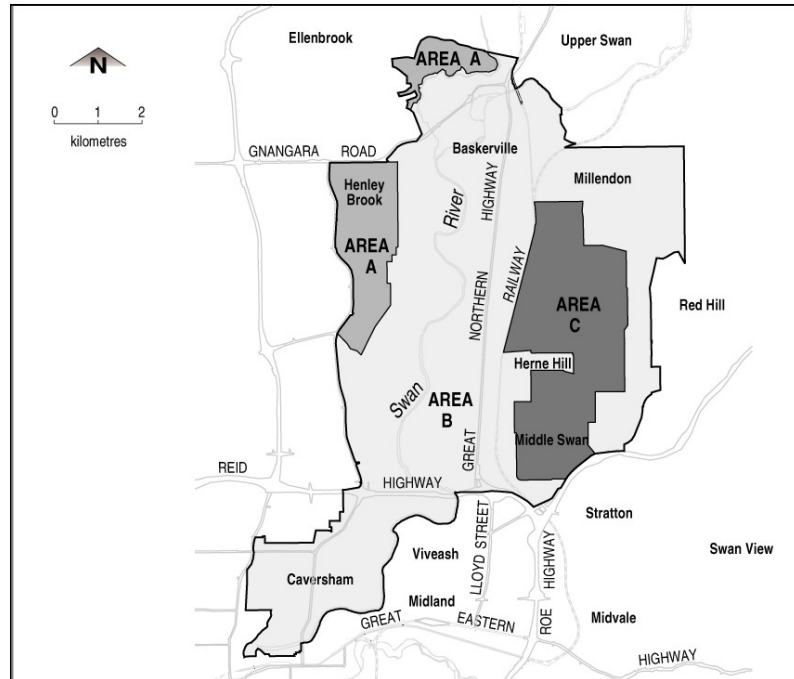 Ellenbrook
Upper Swan
AREA A
N
0 1 2
kilometres
GNANGARA ROAD
Baskerville
Henley
Brook
Millendon
River
HIGHWAY
AREA
A
RAILWAY
NORTHERN
AREA
C
Red Hill
Herne Hill
Swan
AREA
B
GREAT
Middle Swan
REID
HIGHWAY
Stratton
LLOYD STREET
HIGHWAY
Viveash
Swan View
Caversham
Midland
GREAT
EASTERN
ROE
Midvale
HIGHWAY